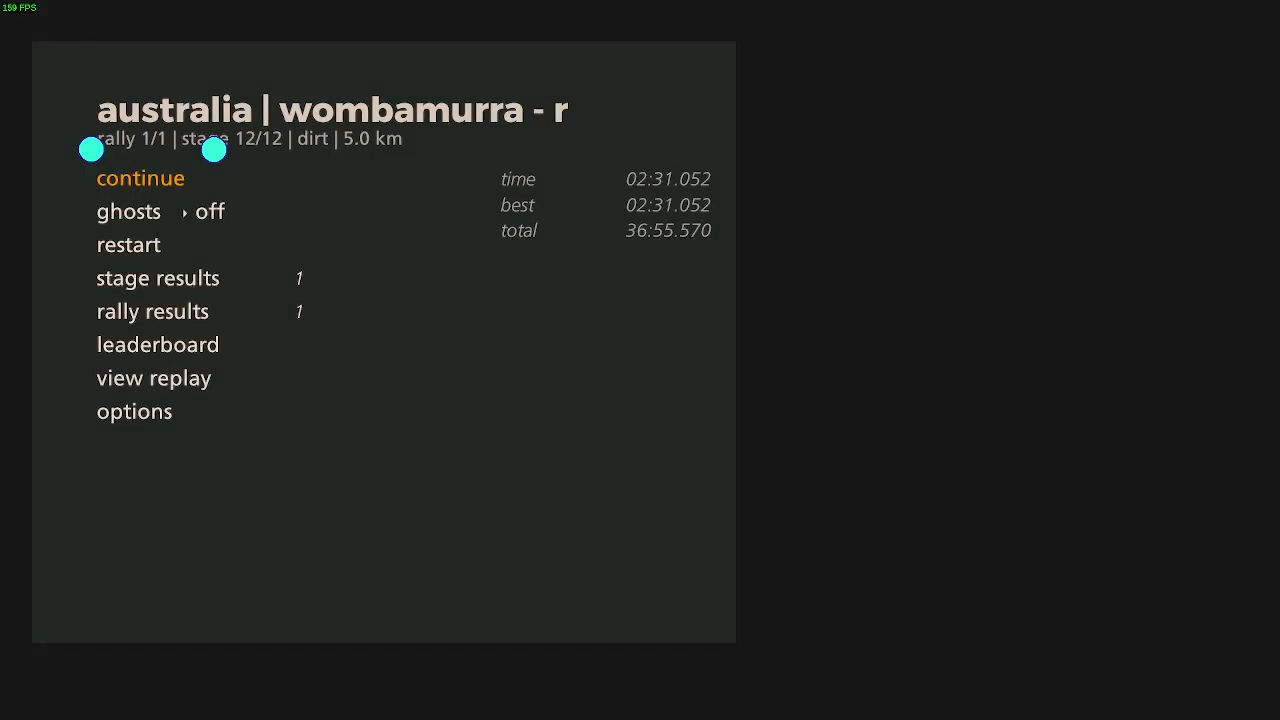 159 FPS
australia | wombamurra - r
rally 1/1 | stage 12/12 | dirt | 5.0 km
continue
time 02:31.052
ghosts ‣ off
best 02:31.052
restart
total 36:55.570
stage results 1
rally results 1
leaderboard
view replay
options